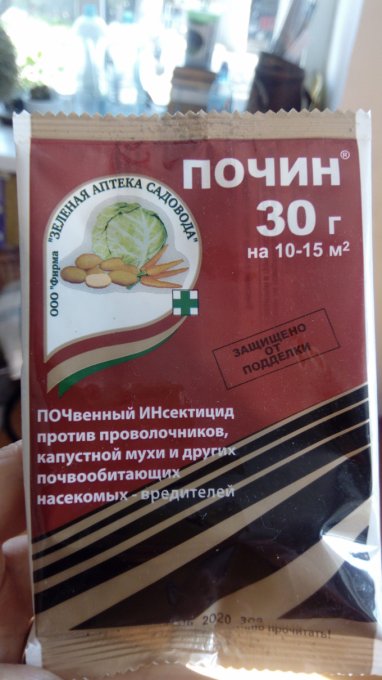 ПОЧИН®
30 г
на 10-15 м²
ООО "Фирма "ЗЕЛЕНАЯ АПТЕКА САДОВОДА"
ЗАЩИЩЕНО
ОТ
ПОДДЕЛКИ
ПОЧвенный ИНсектицид
против проволочников,
капустной мухи и других
почвообитающих
насекомых - вредителей
2020
прочитать!